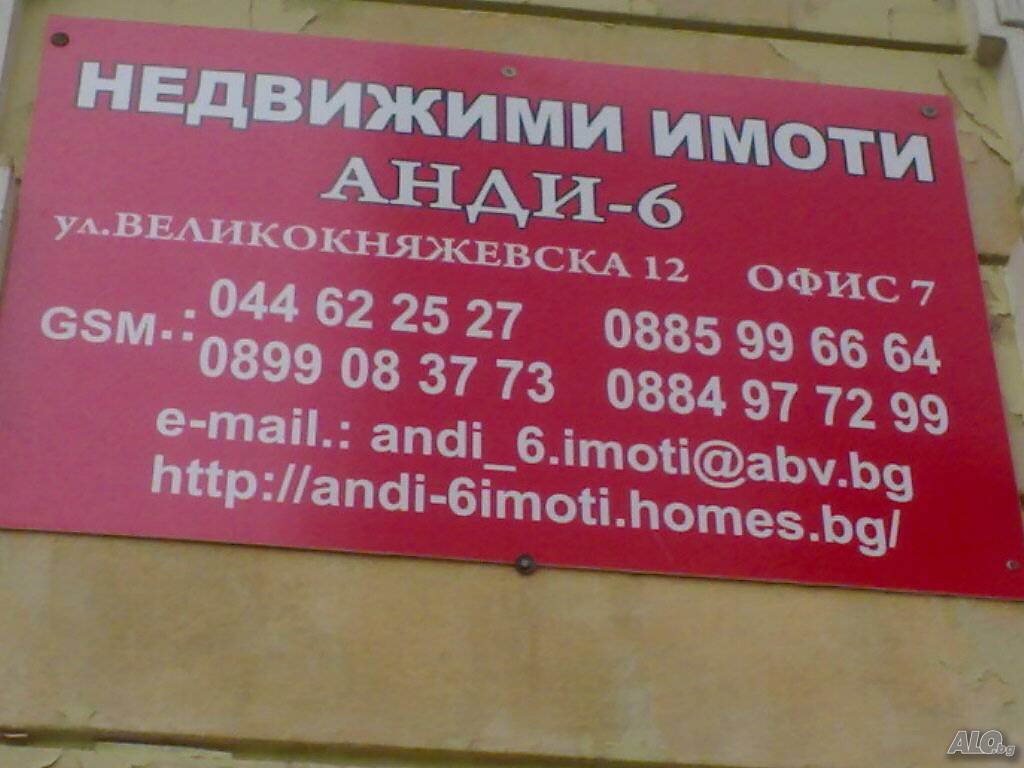 НЕДВИЖИМИ ИМОТИ
АНДИ-6
ул.ВЕЛИКОКНЯЖЕВСКА 12 ОФИС 7
GSM.: 044 62 25 27 0885 99 66 64
0899 08 37 73 0884 97 72 99
e-mail.: andi_6.imoti@abv.bg
http://andi-6imoti.homes.bg/
ALO.bg